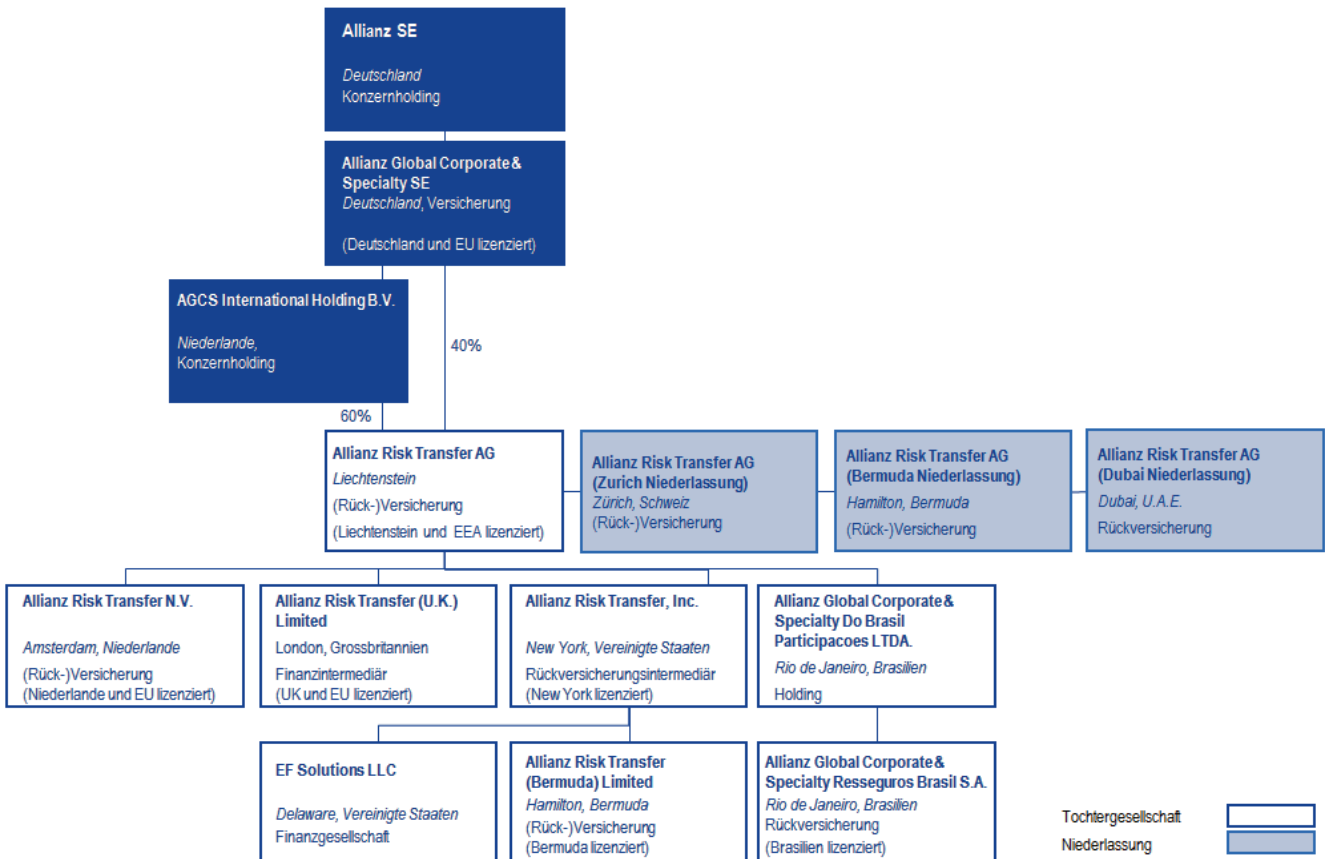 Allianz SE
Deutschland
Konzernholding
Allianz Global Corporate &
Specialty SE
Deutschland, Versicherung
(Deutschland und EU lizenziert)
AGCS International Holding B.V.
Niederlande,
Konzernholding
40%
60%
Allianz Risk Transfer AG
Liechtenstein
(Rück-)Versicherung
(Liechtenstein und EEA lizenziert)
Allianz Risk Transfer AG
(Zurich Niederlassung)
Zürich, Schweiz
(Rück-)Versicherung
Allianz Risk Transfer AG
(Bermuda Niederlassung)
Hamilton, Bermuda
(Rück-)Versicherung
Allianz Risk Transfer AG
(Dubai Niederlassung)
Dubai, U.A.E.
Rückversicherung
Allianz Risk Transfer N.V.
Amsterdam, Niederlande
(Rück-)Versicherung
(Niederlande und EU lizenziert)
Allianz Risk Transfer (U.K.)
Limited
London, Grossbritannien
Finanzintermediär
(UK und EU lizenziert)
Allianz Risk Transfer, Inc.
New York, Vereinigte Staaten
Rückversicherungsintermediär
(New York lizenziert)
Allianz Global Corporate &
Specialty Do Brasil
Participacoes LTDA.
Rio de Janeiro, Brasilien
Holding
EF Solutions LLC
Delaware, Vereinigte Staaten
Finanzgesellschaft
Allianz Risk Transfer
(Bermuda) Limited
Hamilton, Bermuda
(Rück-)Versicherung
(Bermuda lizenziert)
Allianz Global Corporate &
Specialty Resseguros Brasil S.A.
Rio de Janeiro, Brasilien
Rückversicherung
(Brasilien lizenziert)
Tochtergesellschaft
Niederlassung